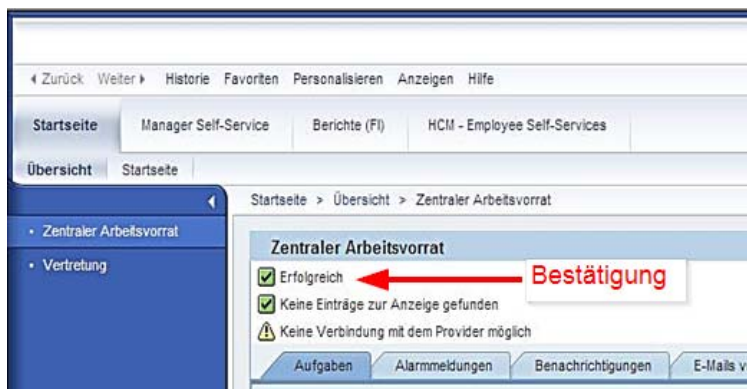 Zurück Weiter Historie Favoriten Personalisieren Anzeigen Hilfe
Startseite Manager Self-Service Berichte (FI) HCM - Employee Self-Services
Übersicht Startseite
Startseite > Übersicht > Zentraler Arbeitsvorrat
• Zentraler Arbeitsvorrat
• Vertretung
Zentraler Arbeitsvorrat
Erfolgreich
Bestätigung
Keine Einträge zur Anzeige gefunden
Keine Verbindung mit dem Provider möglich
Aufgaben Alarmmeldungen Benachrichtigungen E-Mails v